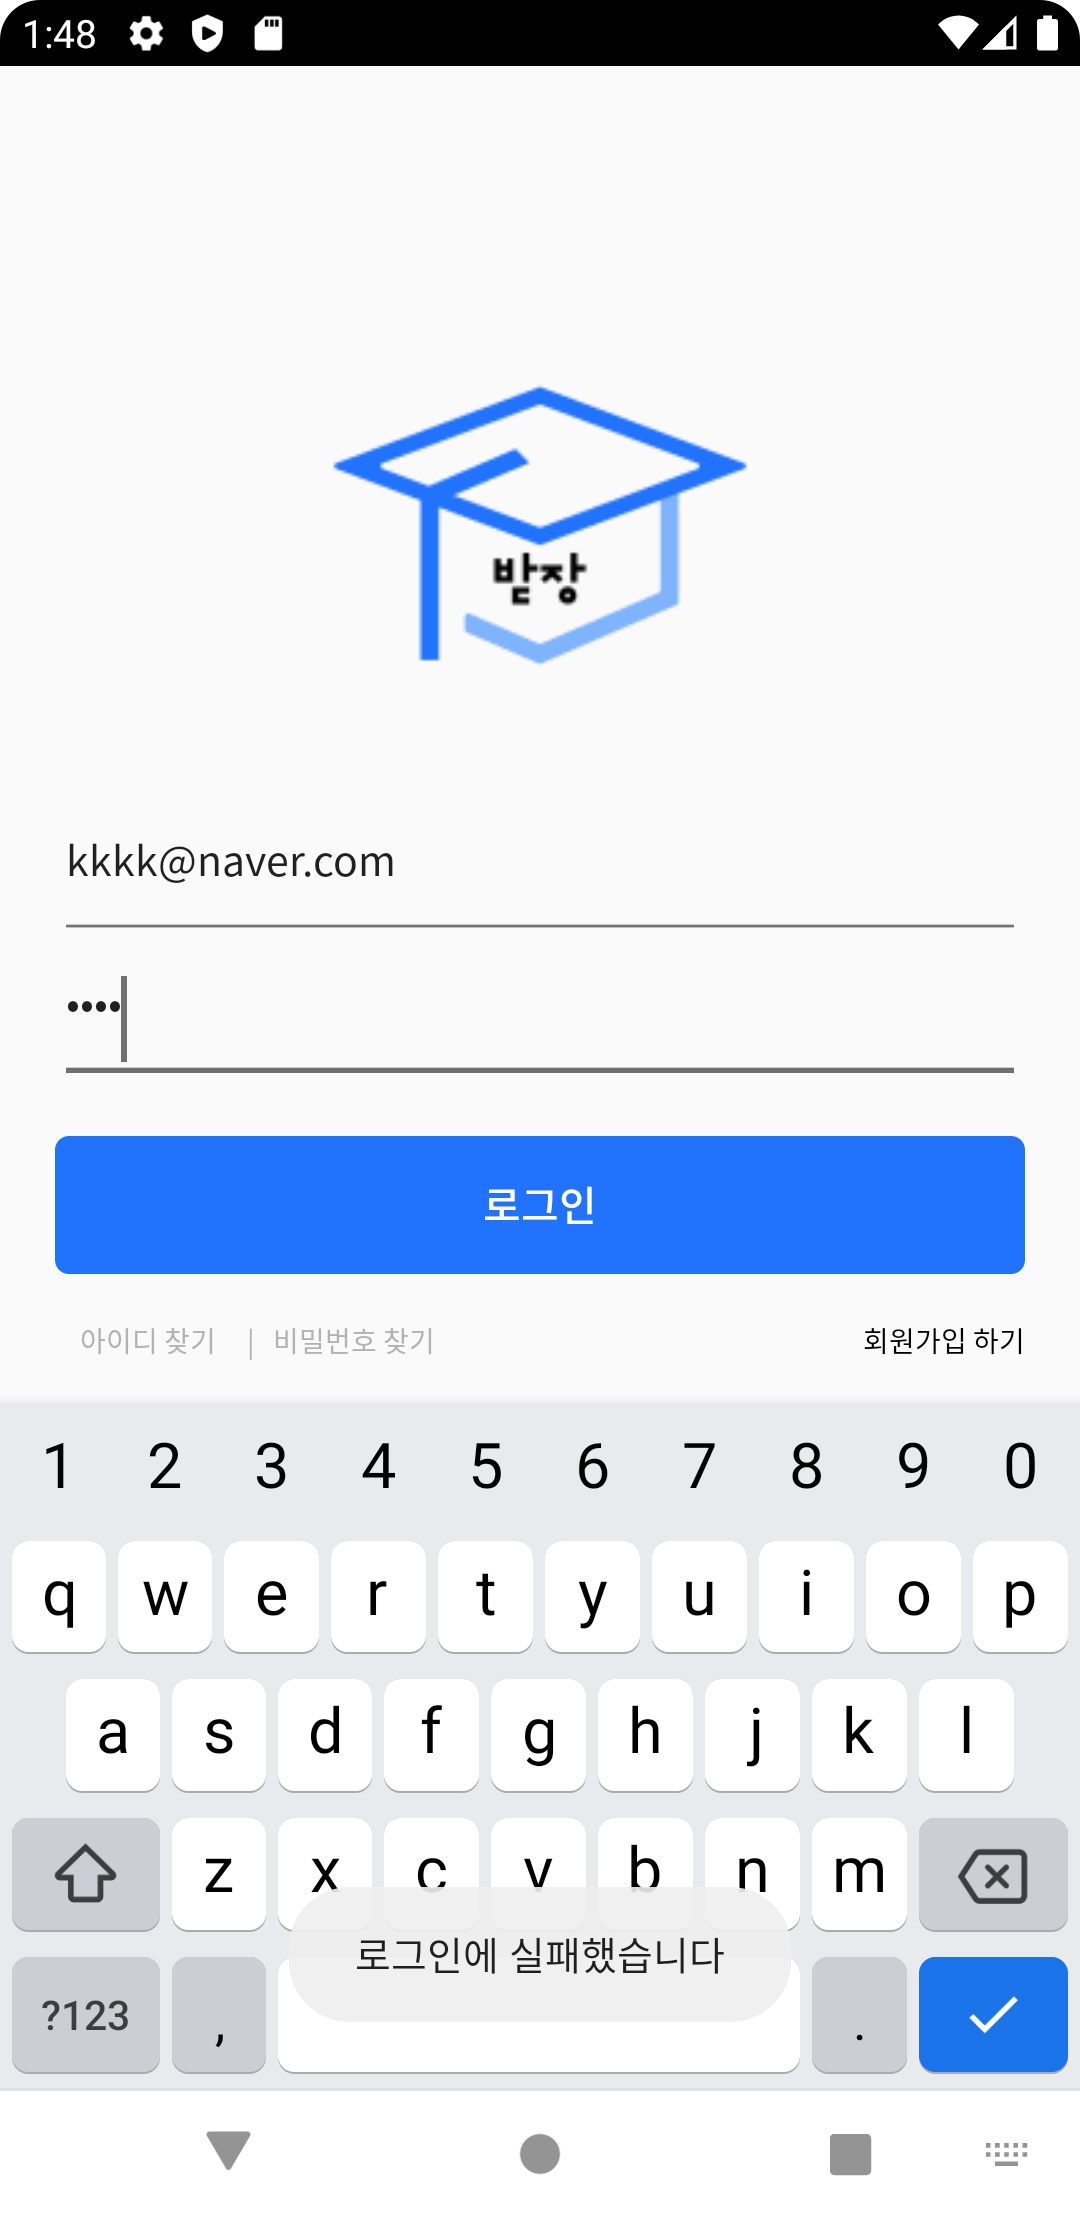 1:48
받장
kkkk@naver.com
••••
로그인
아이디 찾기 | 비밀번호 찾기 회원가입 하기
1 2 3 4 5 6 7 8 9 0
q w e r t y u i o p
a s d f g h j k l
z x c v b n m
로그인에 실패했습니다
?123 , .